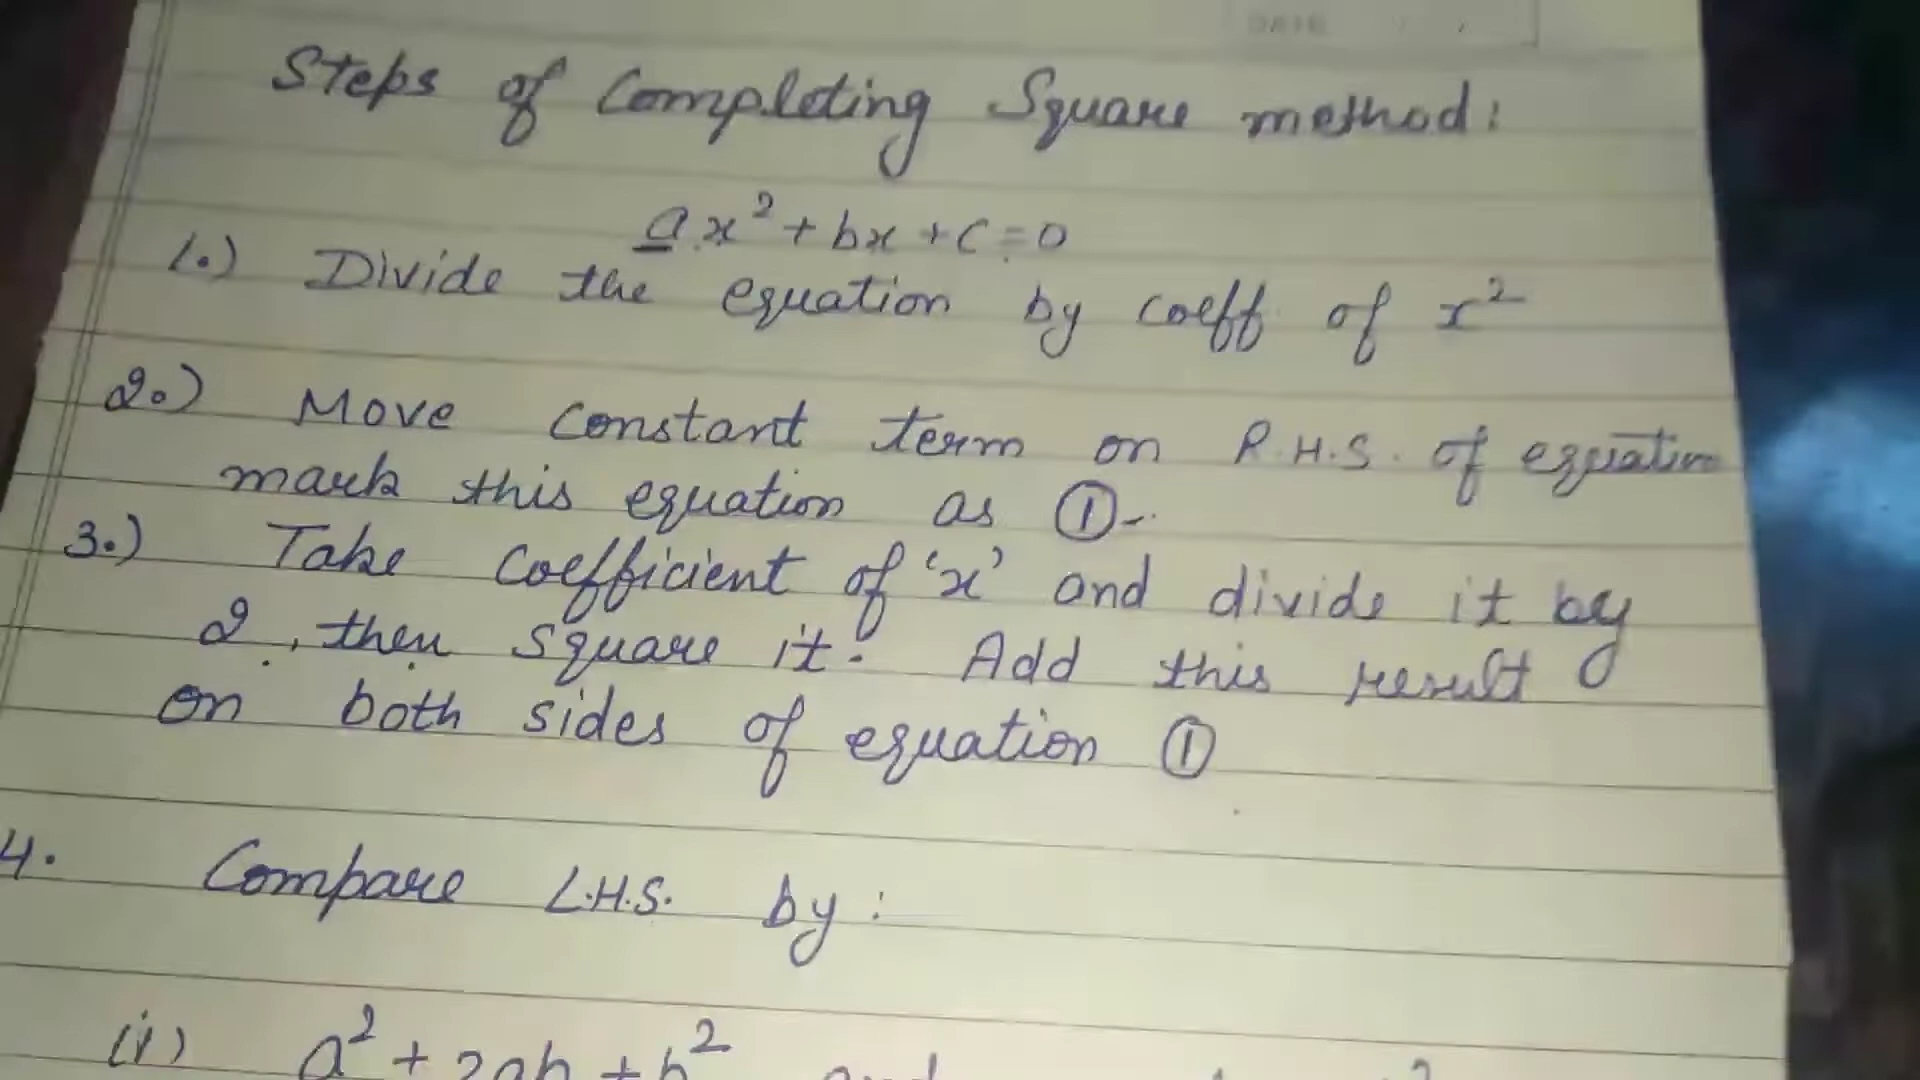 DATE
Steps of Completing Square method:
ax² + bx + c = 0
1.) Divide the equation by coeff. of x²
2.) Move constant term on R.H.S. of equation
mark this equation as ①-
3.) Take coefficient of 'x' and divide it by
2, then square it. Add this result
on both sides of equation ①
4. Compare L.H.S. by:
(i) a² + 2ab + b² and